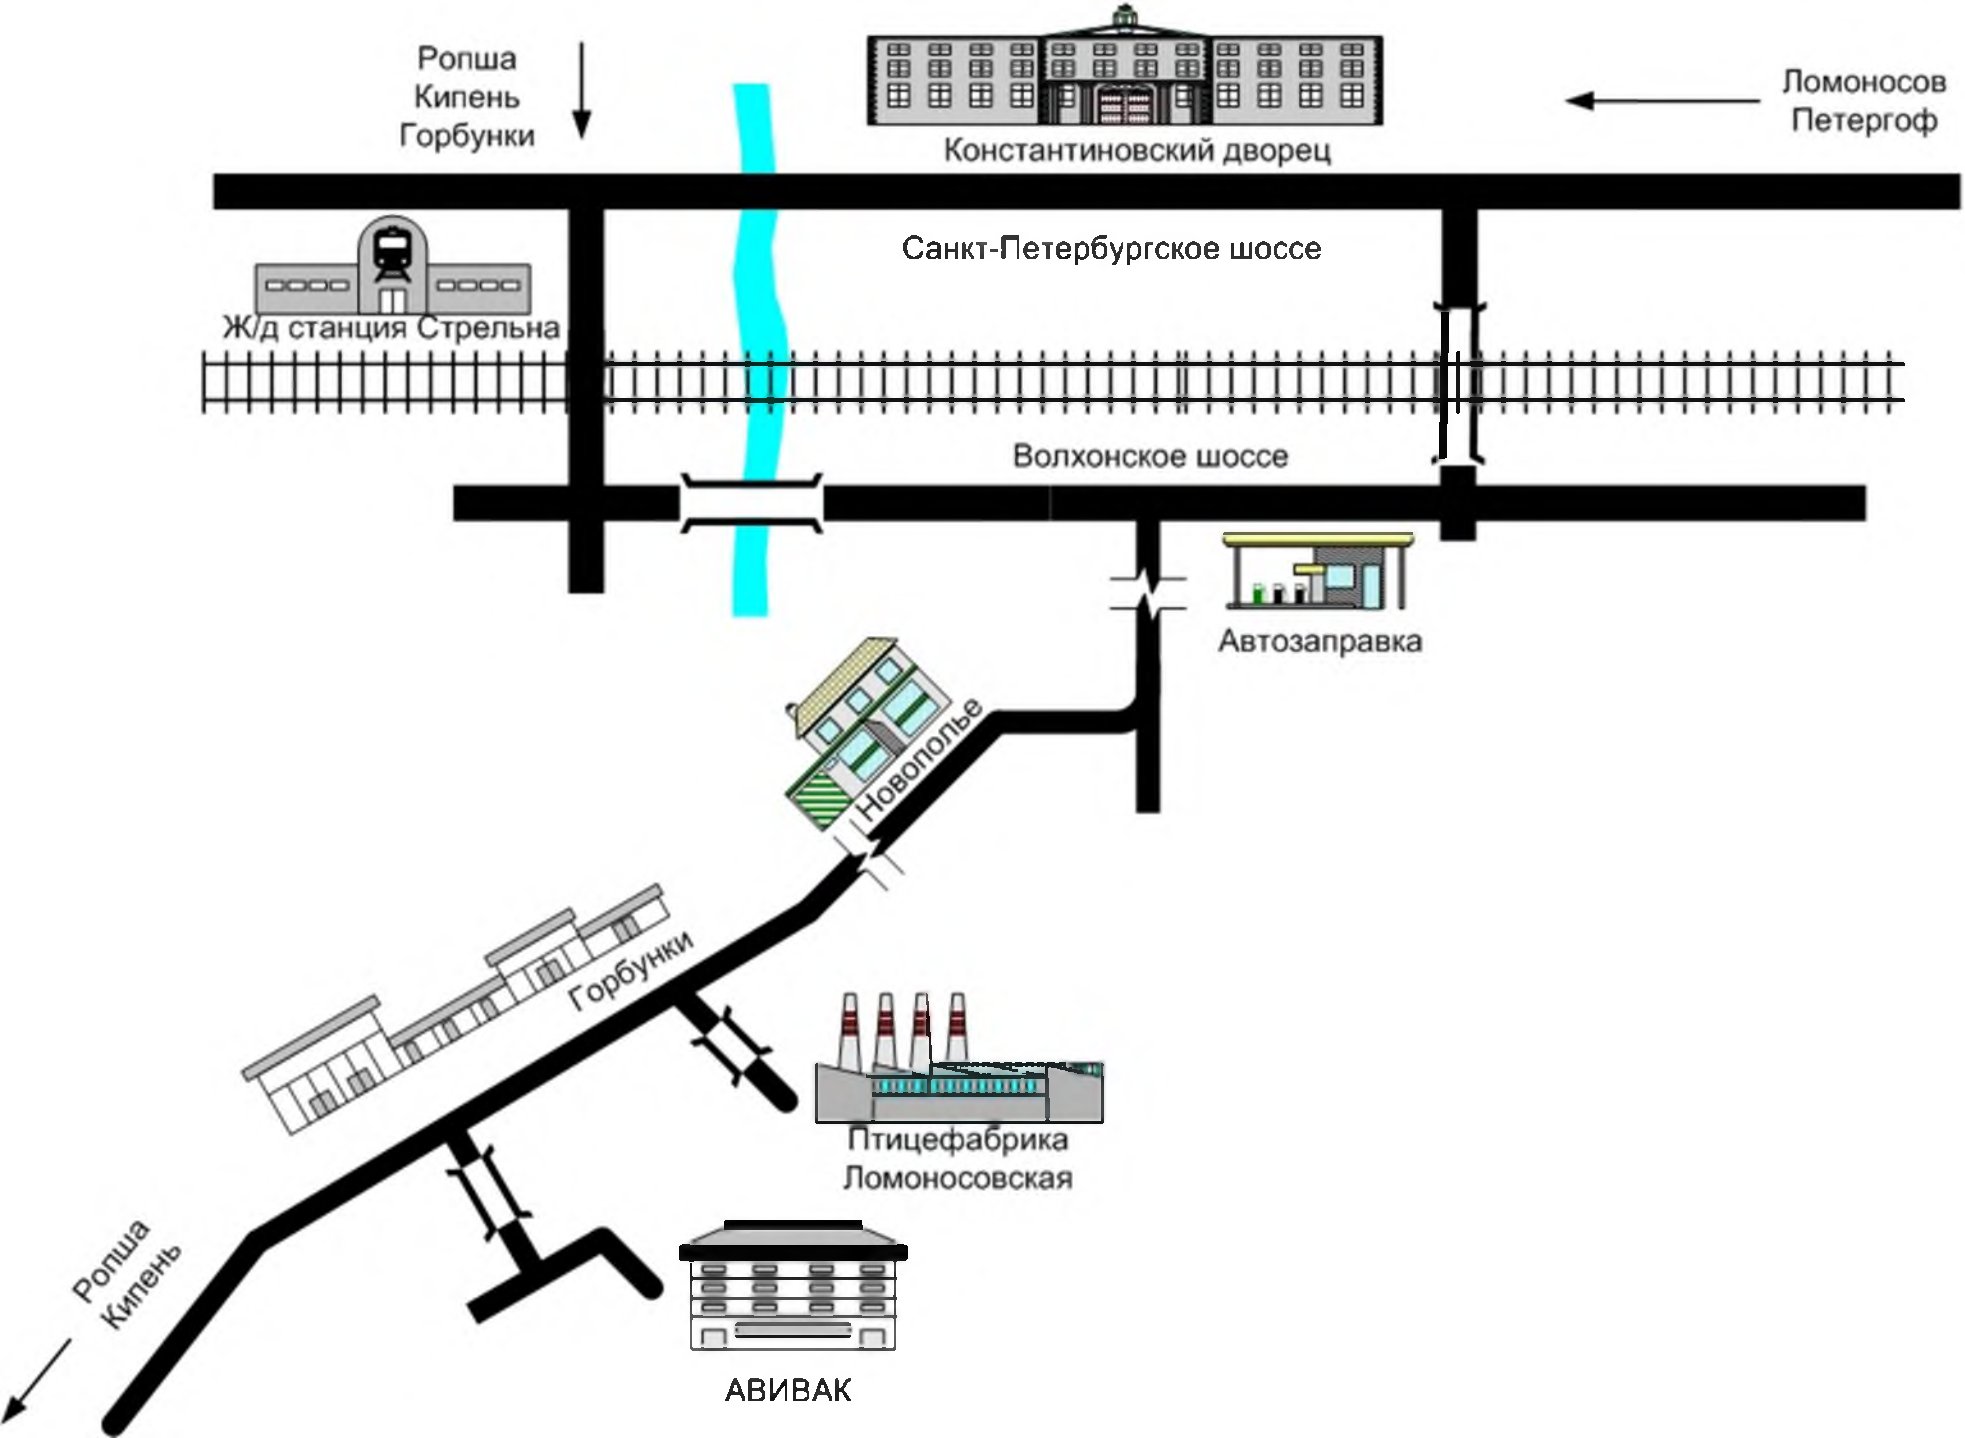 Ропша
Кипень
Горбунки
Ломоносов
Петергоф
Константиновский дворец
Санкт-Петербургское шоссе
Ж/д станция Стрельна
Волхонское шоссе
Автозаправка
Новополье
Горбунки
Птицефабрика
Ломоносовская
Ропша
Кипень
АВИВАК